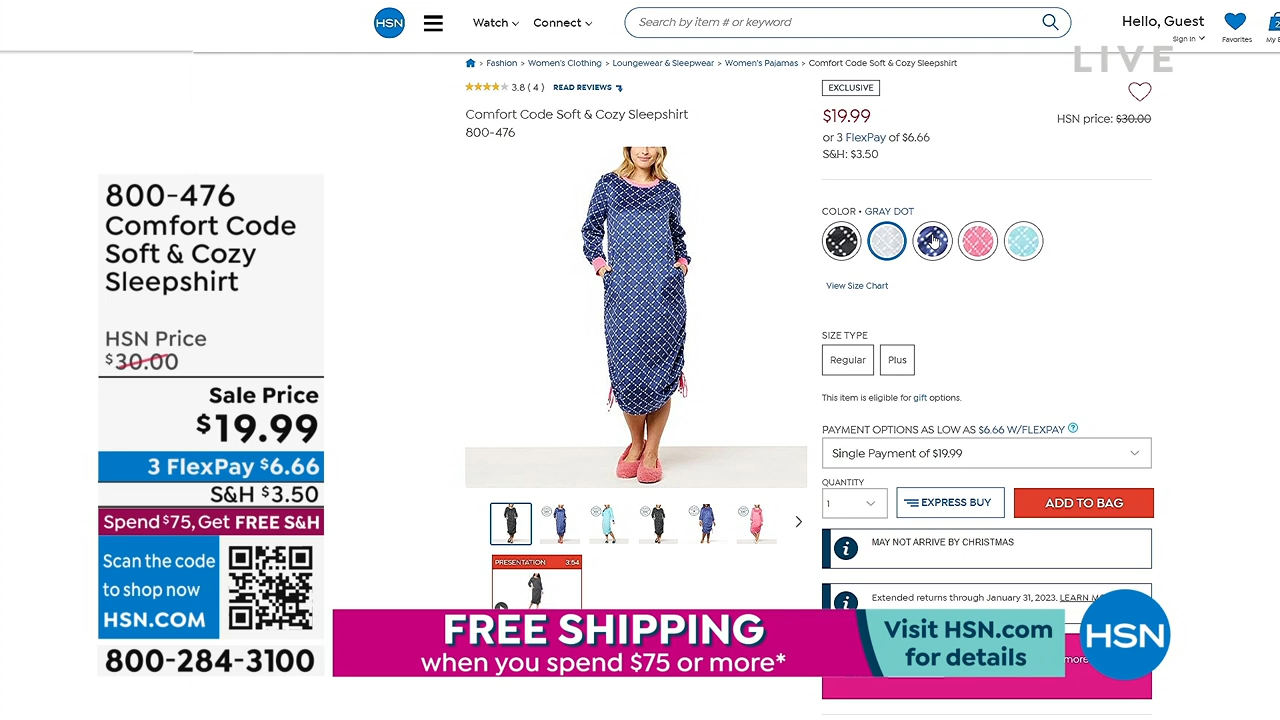 HSN
Watch
Connect
Search by item # or keyword
Hello, Guest
Sign In
Favorites
LIVE
> Fashion > Women's Clothing > Loungewear & Sleepwear > Women's Pajamas > Comfort Code Soft & Cozy Sleepshirt
3.8 ( 4 ) READ REVIEWS
Comfort Code Soft & Cozy Sleepshirt
800-476
EXCLUSIVE
$19.99
HSN price: $30.00
or 3 FlexPay of $6.66
S&H: $3.50
COLOR • GRAY DOT
View Size Chart
SIZE TYPE
Regular
Plus
This item is eligible for gift options.
PAYMENT OPTIONS AS LOW AS $6.66 W/FLEXPAY ?
Single Payment of $19.99
QUANTITY
1
EXPRESS BUY
ADD TO BAG
MAY NOT ARRIVE BY CHRISTMAS
Extended returns through January 31, 2023. LEARN
PRESENTATION 3:54
800-476
Comfort Code
Soft & Cozy
Sleepshirt
HSN Price
$30.00
Sale Price
$19.99
3 FlexPay $6.66
S&H $3.50
Spend $75, Get FREE S&H
Scan the code
to shop now
HSN.COM
800-284-3100
FREE SHIPPING
when you spend $75 or more*
Visit HSN.com
for details
HSN
more